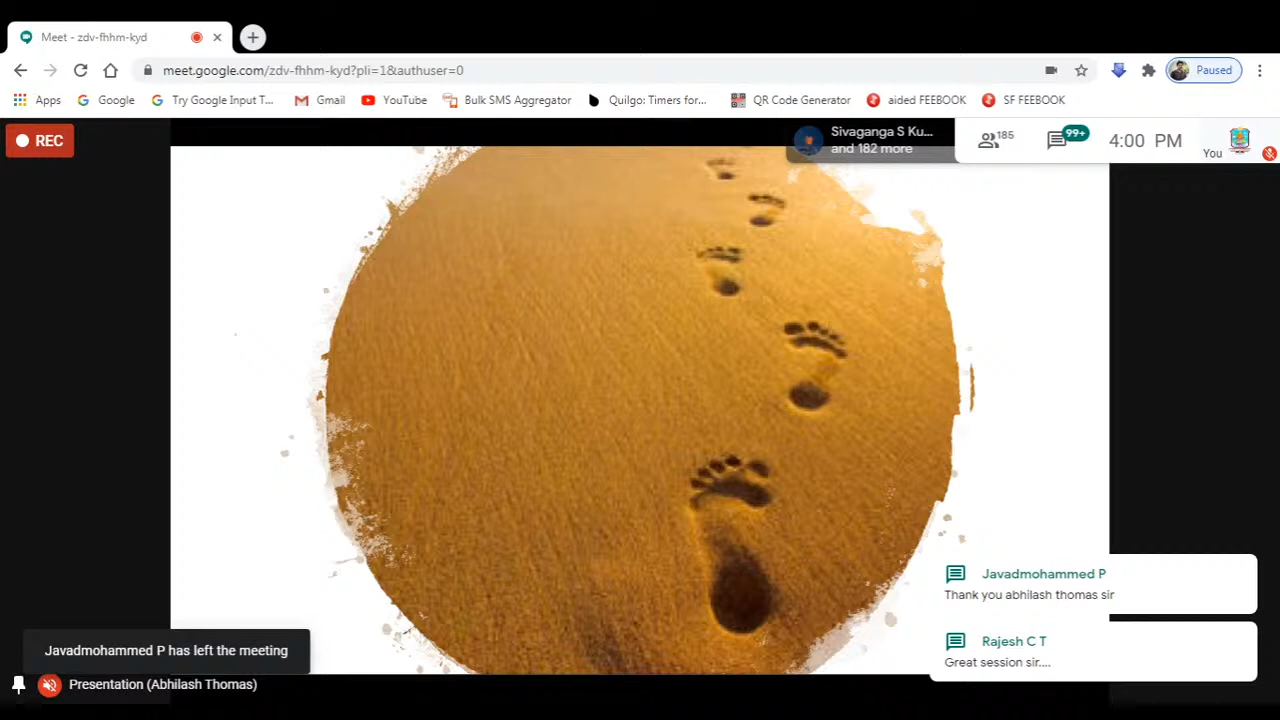 Meet - zdv-fhhm-kyd
meet.google.com/zdv-fhhm-kyd?pli=1&authuser=0
Paused
Apps
Google
Try Google Input T...
Gmail
YouTube
Bulk SMS Aggregator
Quilgo: Timers for...
QR Code Generator
aided FEEBOOK
SF FEEBOOK
REC
Sivaganga S Ku...
and 182 more
185
99+
4:00 PM
You
Javadmohammed P
Thank you abhilash thomas sir
Rajesh C T
Great session sir....
Javadmohammed P has left the meeting
Presentation (Abhilash Thomas)